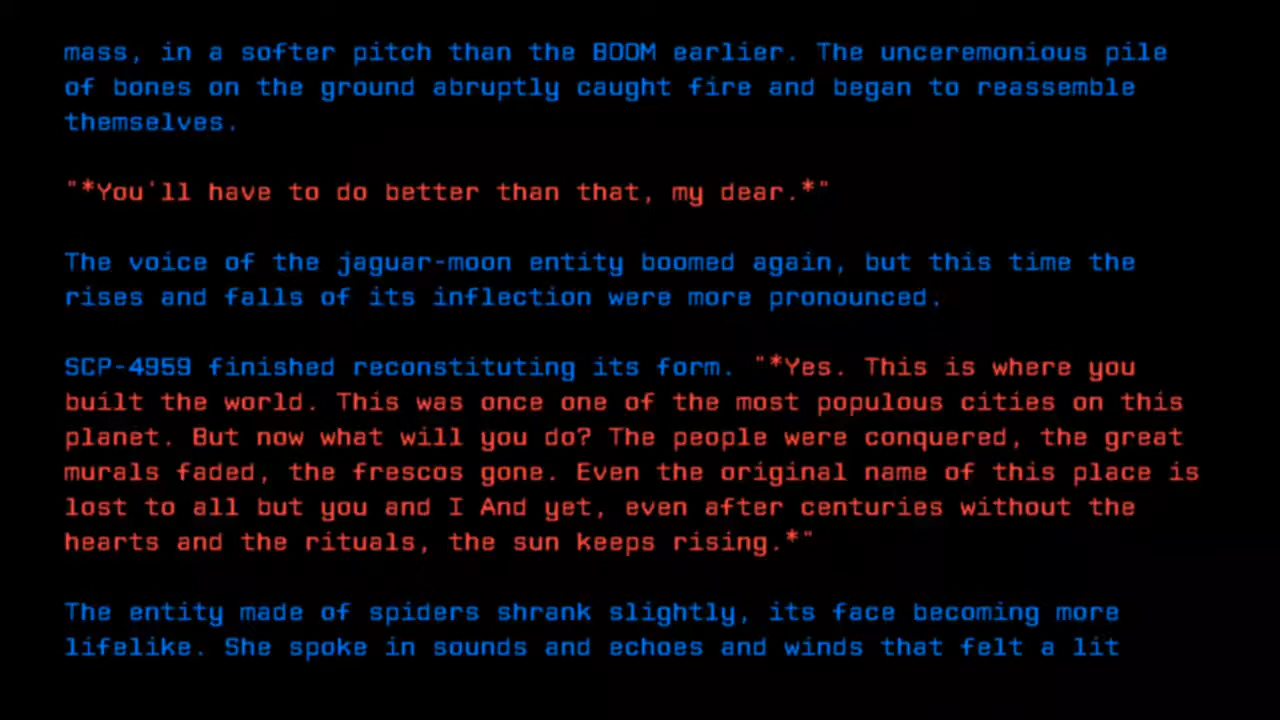 mass, in a softer pitch than the BOOM earlier. The unceremonious pile
of bones on the ground abruptly caught fire and began to reassemble
themselves.
"*You'll have to do better than that, my dear.*"
The voice of the jaguar-moon entity boomed again, but this time the
rises and falls of its inflection were more pronounced.
SCP-4959 finished reconstituting its form. "*Yes. This is where you
built the world. This was once one of the most populous cities on this
planet. But now what will you do? The people were conquered, the great
murals faded, the frescos gone. Even the original name of this place is
lost to all but you and I And yet, even after centuries without the
hearts and the rituals, the sun keeps rising.*"
The entity made of spiders shrank slightly, its face becoming more
lifelike. She spoke in sounds and echoes and winds that felt a lit